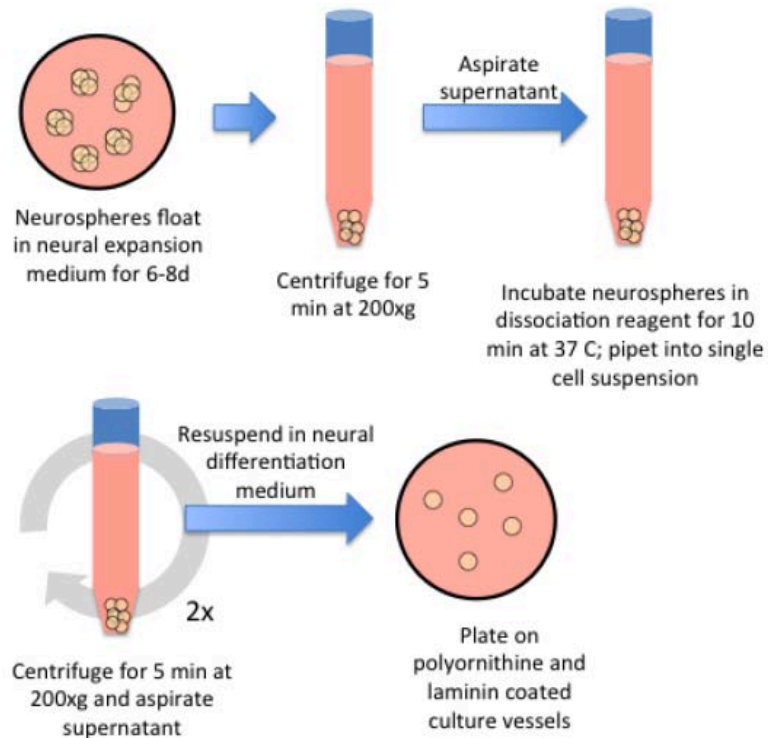 Neurospheres float
in neural expansion
medium for 6-8d
Centrifuge for 5
min at 200xg
Aspirate
supernatant
Incubate neurospheres in
dissociation reagent for 10
min at 37 C; pipet into single
cell suspension
2x
Centrifuge for 5 min at
200xg and aspirate
supernatant
Resuspend in neural
differentiation
medium
Plate on
polyornithine and
laminin coated
culture vessels